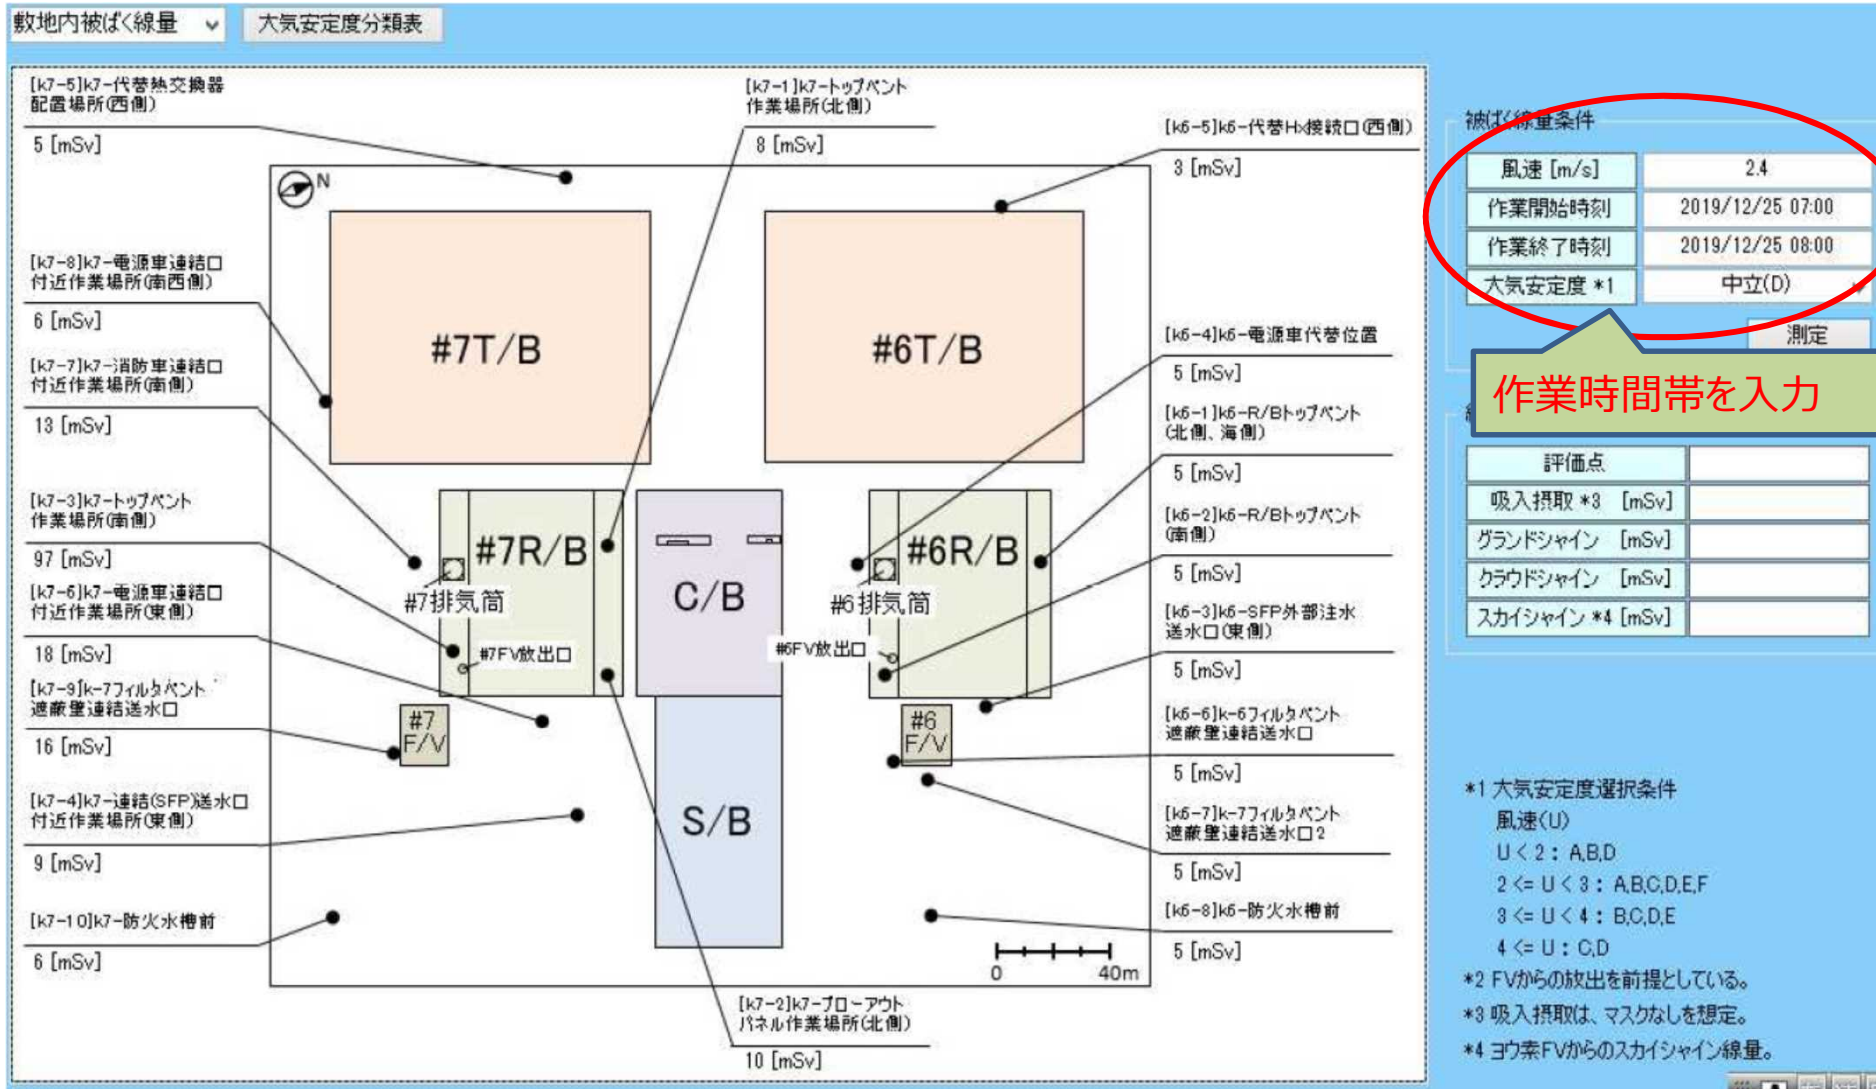 敷地内被ばく線量
大気安定度分類表
[k7-5]k7-代替熱交換器
配置場所(西側)
5 [mSv]
[k7-1]k7-トップベント
作業場所(北側)
8 [mSv]
[k6-5]k6-代替Hx接続口(西側)
3 [mSv]
N
[k7-8]k7-電源車連結口
付近作業場所(南西側)
6 [mSv]
[k7-7]k7-消防車連結口
付近作業場所(南側)
13 [mSv]
[k7-3]k7-トップベント
作業場所(南側)
97 [mSv]
[k7-6]k7-電源車連結口
付近作業場所(東側)
18 [mSv]
[k7-9]k-7フィルタベント
遮蔽壁連結送水口
16 [mSv]
[k7-4]k7-連結(SFP)送水口
付近作業場所(東側)
9 [mSv]
[k7-10]k7-防火水槽前
6 [mSv]
#7T/B
#6T/B
#7R/B
C/B
#6R/B
#7排気筒
#6排気筒
#7FV放出口
#6FV放出口
#7
F/V
#6
F/V
S/B
0
40m
[k7-2]k7-ブローアウト
パネル作業場所(北側)
10 [mSv]
[k6-4]k6-電源車代替位置
5 [mSv]
[k6-1]k6-R/Bトップベント
(北側、海側)
5 [mSv]
[k6-2]k6-R/Bトップベント
(南側)
5 [mSv]
[k6-3]k6-SFP外部注水
送水口(東側)
5 [mSv]
[k6-6]k-6フィルタベント
遮蔽壁連結送水口
5 [mSv]
[k6-7]k-7フィルタベント
遮蔽壁連結送水口2
5 [mSv]
[k6-8]k6-防火水槽前
5 [mSv]
被ばく線量条件
風速 [m/s]
2.4
作業開始時刻
2019/12/25 07:00
作業終了時刻
2019/12/25 08:00
大気安定度 *1
中立(D)
測定
作業時間帯を入力
評価点
吸入摂取 *3 [mSv]
グランドシャイン [mSv]
クラウドシャイン [mSv]
スカイシャイン *4 [mSv]
*1 大気安定度選択条件
風速(U)
U < 2 : A,B,D
2 <= U < 3 : A,B,C,D,E,F
3 <= U < 4 : B,C,D,E
4 <= U : C,D
*2 FVからの放出を前提としている。
*3 吸入摂取は、マスクなしを想定。
*4 ヨウ素FVからのスカイシャイン線量。